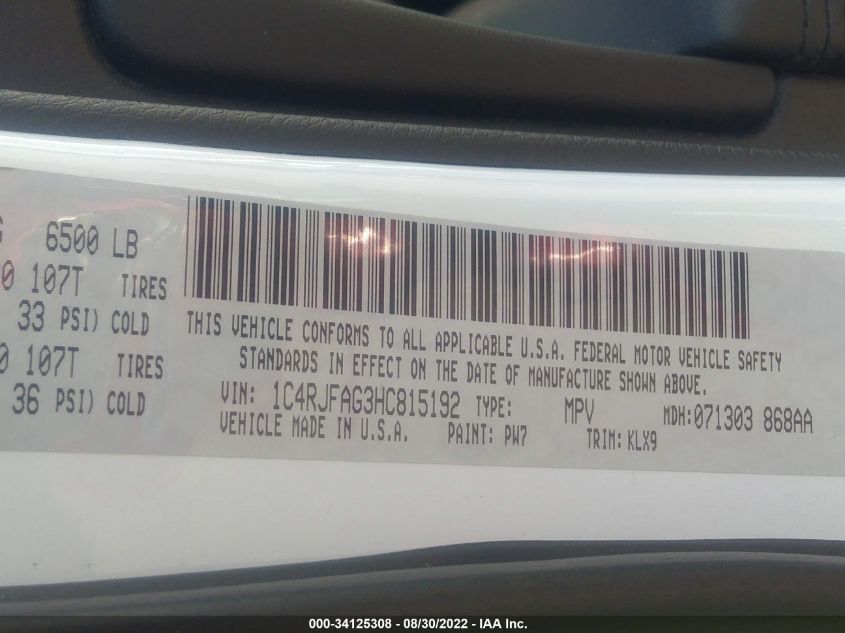 G 6500 LB
0 107T TIRES
33 PSI) COLD
0 107T TIRES
36 PSI) COLD
THIS VEHICLE CONFORMS TO ALL APPLICABLE U.S.A. FEDERAL MOTOR VEHICLE SAFETY
STANDARDS IN EFFECT ON THE DATE OF MANUFACTURE SHOWN ABOVE.
VIN: 1C4RJFAG3HC815192 TYPE: MPV MDH:071303 868AA
VEHICLE MADE IN U.S.A. PAINT: PW7 TRIM: KLX9
000-34125308 - 08/30/2022 - IAA Inc.